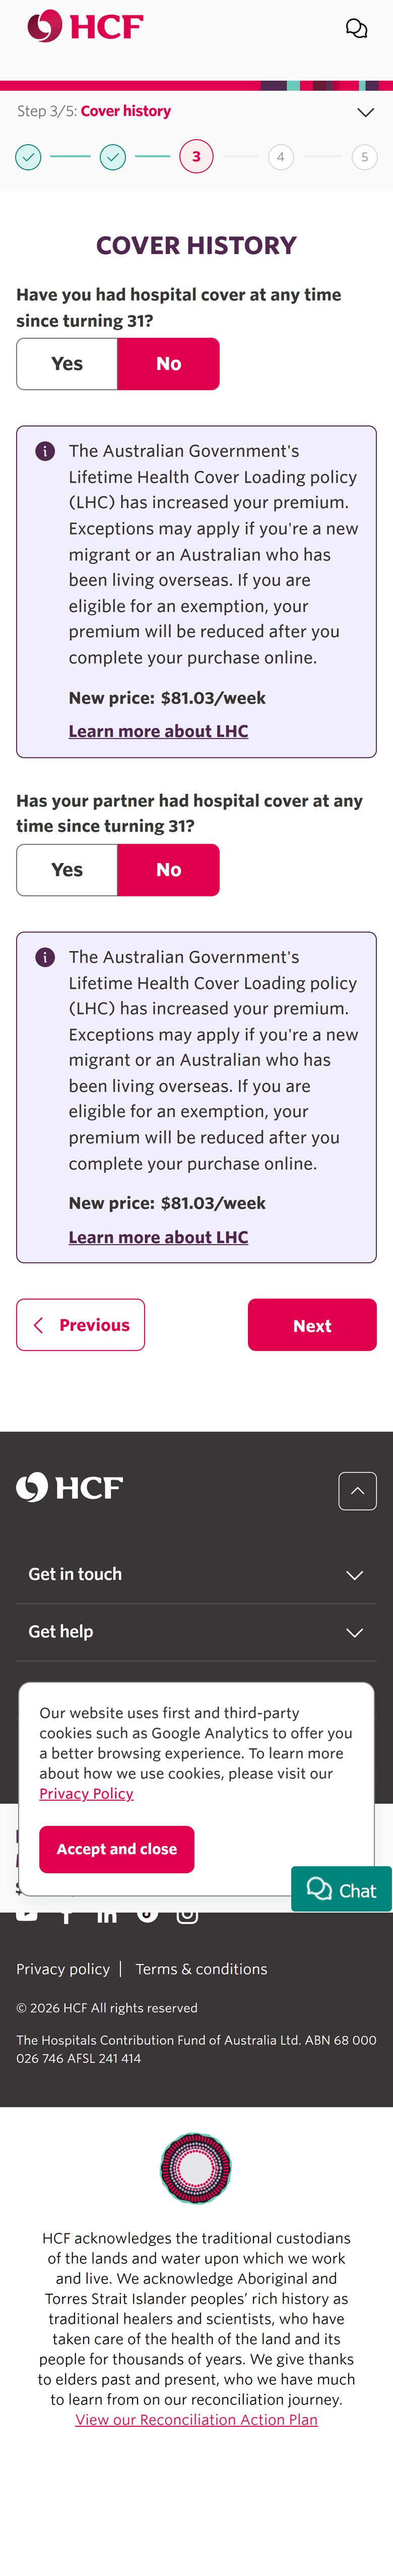 HCF
Step 3/5: Cover history
3
4
5
COVER HISTORY
Have you had hospital cover at any time
since turning 31?
Yes
No
The Australian Government's
Lifetime Health Cover Loading policy
(LHC) has increased your premium.
Exceptions may apply if you're a new
migrant or an Australian who has
been living overseas. If you are
eligible for an exemption, your
premium will be reduced after you
complete your purchase online.
New price: $81.03/week
Learn more about LHC
Has your partner had hospital cover at any
time since turning 31?
Yes
No
The Australian Government's
Lifetime Health Cover Loading policy
(LHC) has increased your premium.
Exceptions may apply if you're a new
migrant or an Australian who has
been living overseas. If you are
eligible for an exemption, your
premium will be reduced after you
complete your purchase online.
New price: $81.03/week
Learn more about LHC
Previous
Next
HCF
Get in touch
Get help
Our website uses first and third-party
cookies such as Google Analytics to offer you
a better browsing experience. To learn more
about how we use cookies, please visit our
Privacy Policy
Accept and close
Chat
Privacy policy | Terms & conditions
© 2026 HCF All rights reserved
The Hospitals Contribution Fund of Australia Ltd. ABN 68 000
026 746 AFSL 241 414
HCF acknowledges the traditional custodians
of the lands and water upon which we work
and live. We acknowledge Aboriginal and
Torres Strait Islander peoples’ rich history as
traditional healers and scientists, who have
taken care of the health of the land and its
people for thousands of years. We give thanks
to elders past and present, who we have much
to learn from on our reconciliation journey.
View our Reconciliation Action Plan